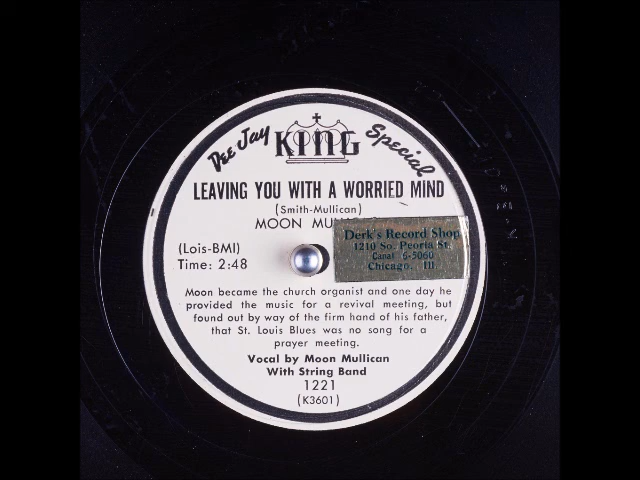 Dee Jay KING Special
LEAVING YOU WITH A WORRIED MIND
(Smith-Mullican)
MOON
(Lois-BMI)
Time: 2:48
Derk's Record Shop
1210 So. Peoria St.
Canal 6-5060
Chicago, Ill
Moon became the church organist and one day he
provided the music for a revival meeting, but
found out by way of the firm hand of his father,
that St. Louis Blues was no song for a
prayer meeting.
Vocal by Moon Mullican
With String Band
1221
(K3601)